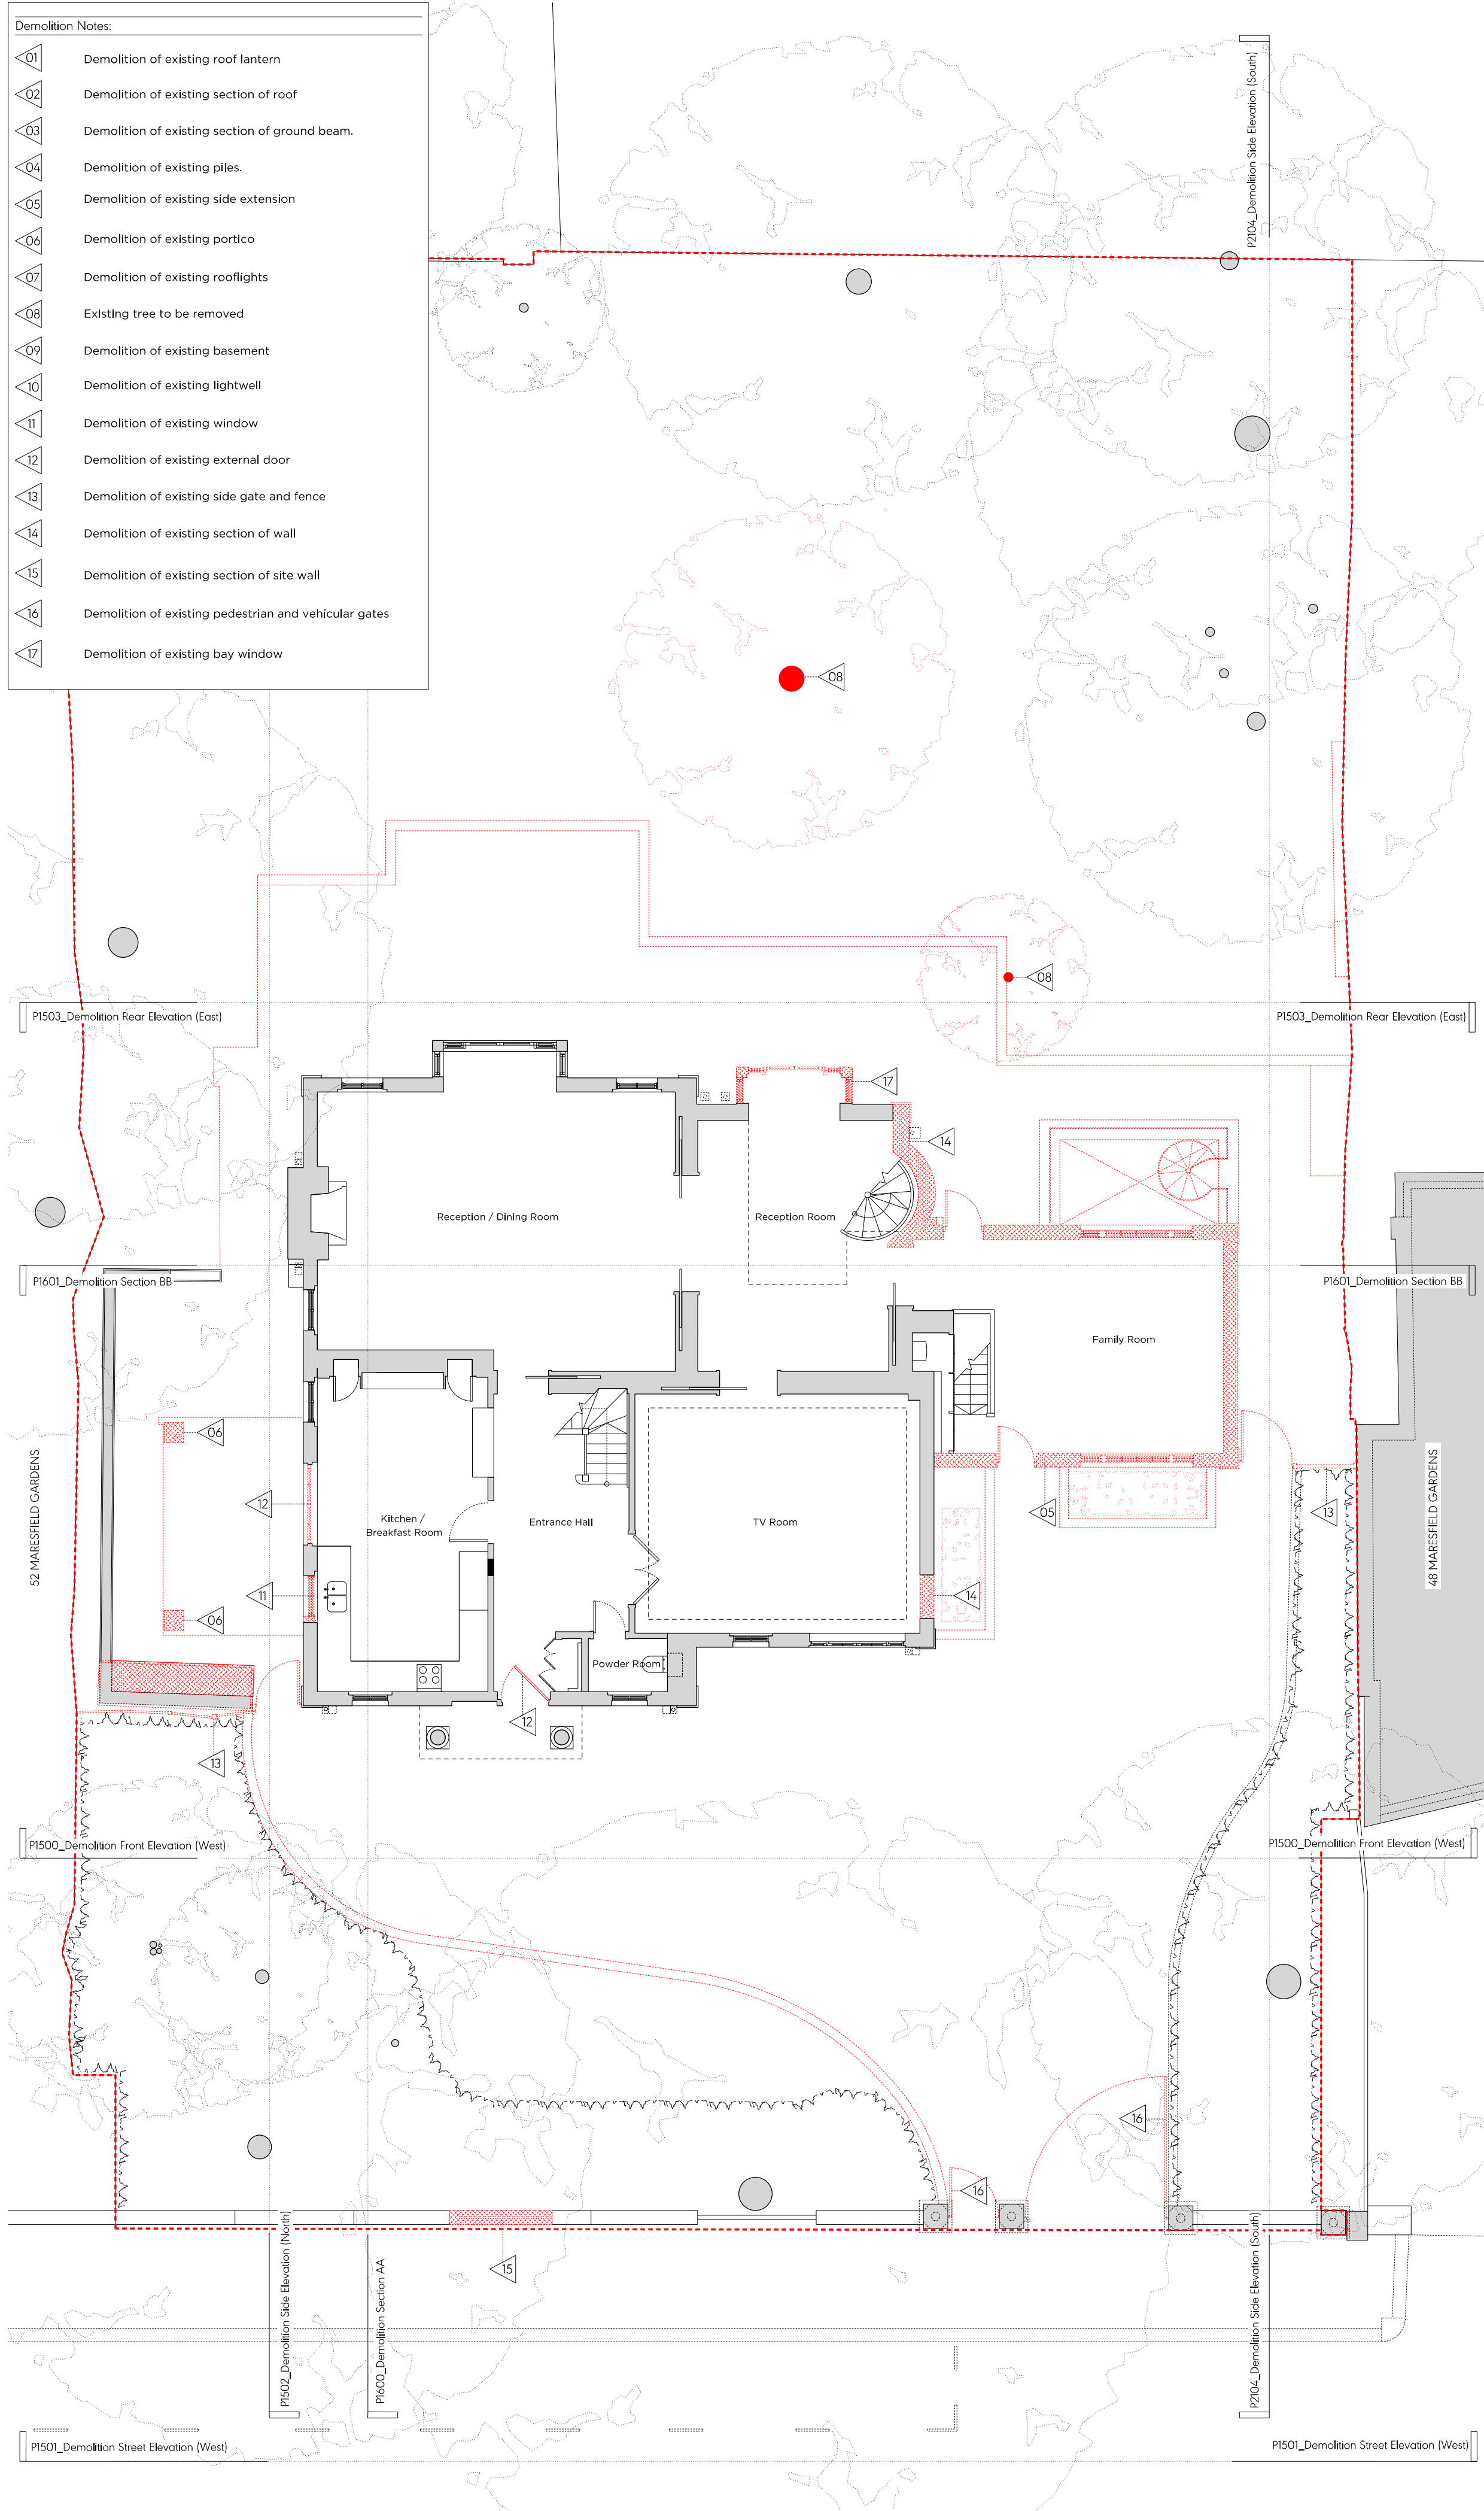 Demolition Notes:
01 Demolition of existing roof lantern
02 Demolition of existing section of roof
03 Demolition of existing section of ground beam.
04 Demolition of existing piles.
05 Demolition of existing side extension
06 Demolition of existing portico
07 Demolition of existing rooflights
08 Existing tree to be removed
09 Demolition of existing basement
10 Demolition of existing lightwell
11 Demolition of existing window
12 Demolition of existing external door
13 Demolition of existing side gate and fence
14 Demolition of existing section of wall
15 Demolition of existing section of site wall
16 Demolition of existing pedestrian and vehicular gates
17 Demolition of existing bay window
P2104_Demolition Side Elevation (South)
08
08
P1503_Demolition Rear Elevation (East)
P1503_Demolition Rear Elevation (East)
17
14
Reception / Dining Room
Reception Room
P1601_Demolition Section BB
P1601_Demolition Section BB
Family Room
06
52 MARESFIELD GARDENS
48 MARESFIELD GARDENS
12
Kitchen /
Breakfast Room
Entrance Hall
TV Room
05
13
11
14
06
Powder Room
12
13
P1500_Demolition Front Elevation (West)
P1500_Demolition Front Elevation (West)
16
16
15
P1502_Demolition Side Elevation (North)
P1600_Demolition Section AA
P2104_Demolition Side Elevation (South)
P1501_Demolition Street Elevation (West)
P1501_Demolition Street Elevation (West)